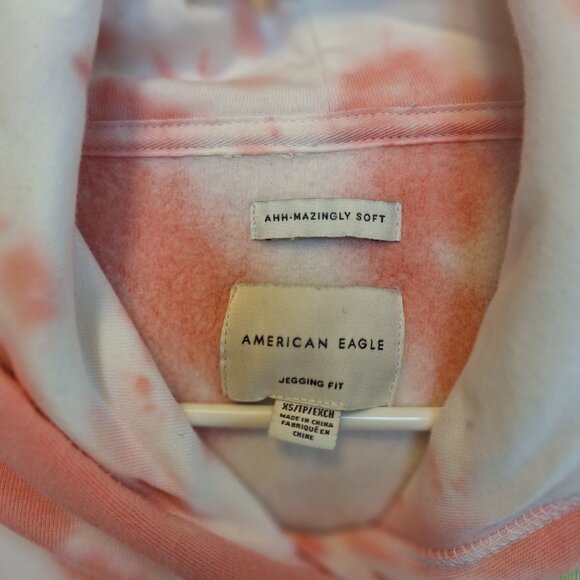 AHH-MAZINGLY SOFT
AMERICAN EAGLE
JEGGING FIT
XS/TP/EXCH
MADE IN CHINA
FABRIQUÉ EN
CHINE